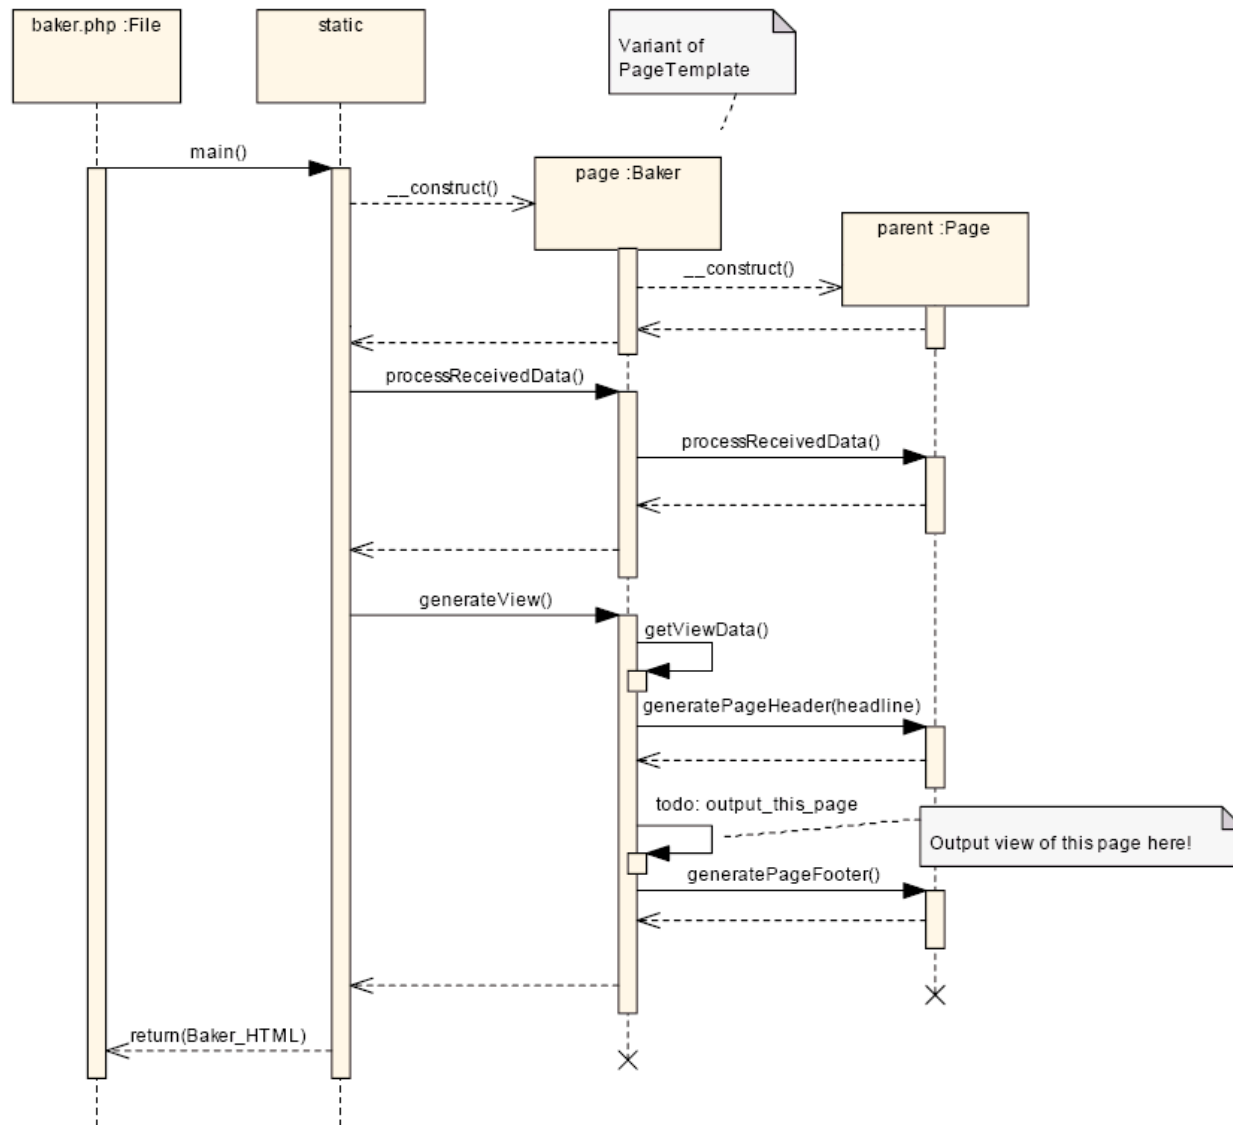 baker.php :File
static
Variant of
PageTemplate
main()
__construct()
page :Baker
parent :Page
__construct()
processReceivedData()
processReceivedData()
generateView()
getViewData()
generatePageHeader(headline)
todo: output_this_page
Output view of this page here!
generatePageFooter()
return(Baker_HTML)